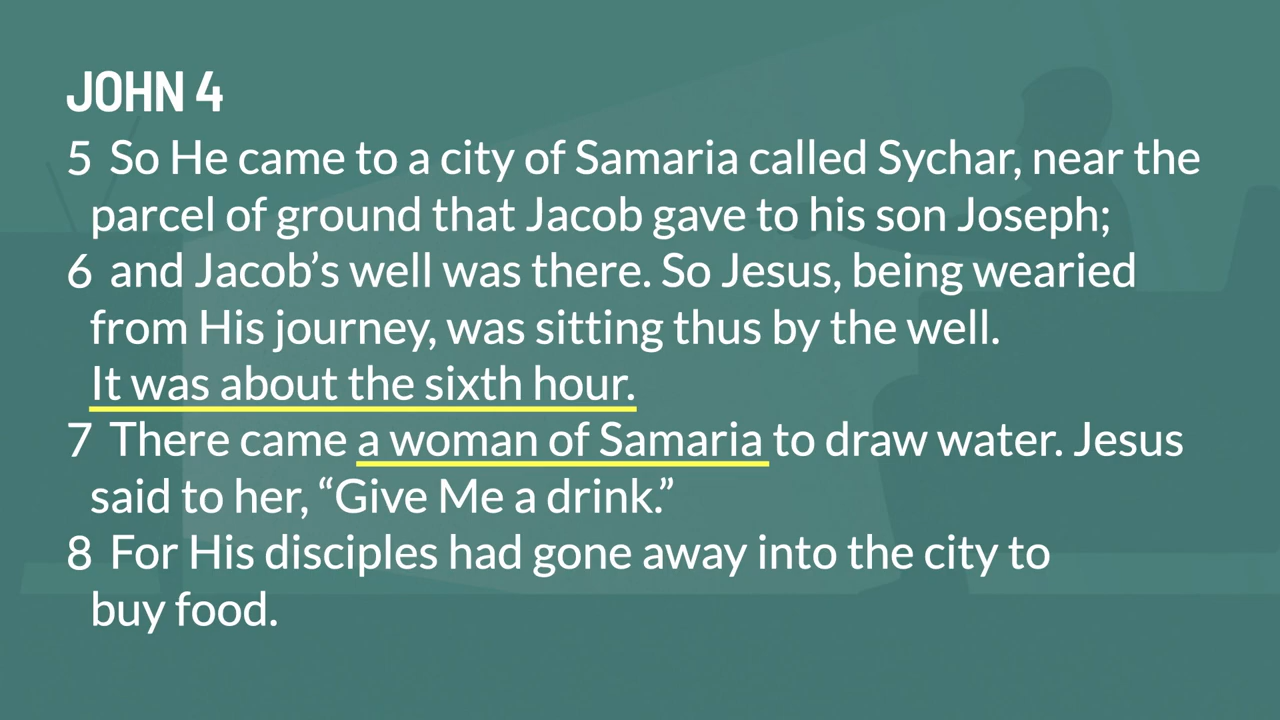 JOHN 4
5 So He came to a city of Samaria called Sychar, near the
parcel of ground that Jacob gave to his son Joseph;
6 and Jacob’s well was there. So Jesus, being wearied
from His journey, was sitting thus by the well.
It was about the sixth hour.
7 There came a woman of Samaria to draw water. Jesus
said to her, “Give Me a drink.”
8 For His disciples had gone away into the city to
buy food.